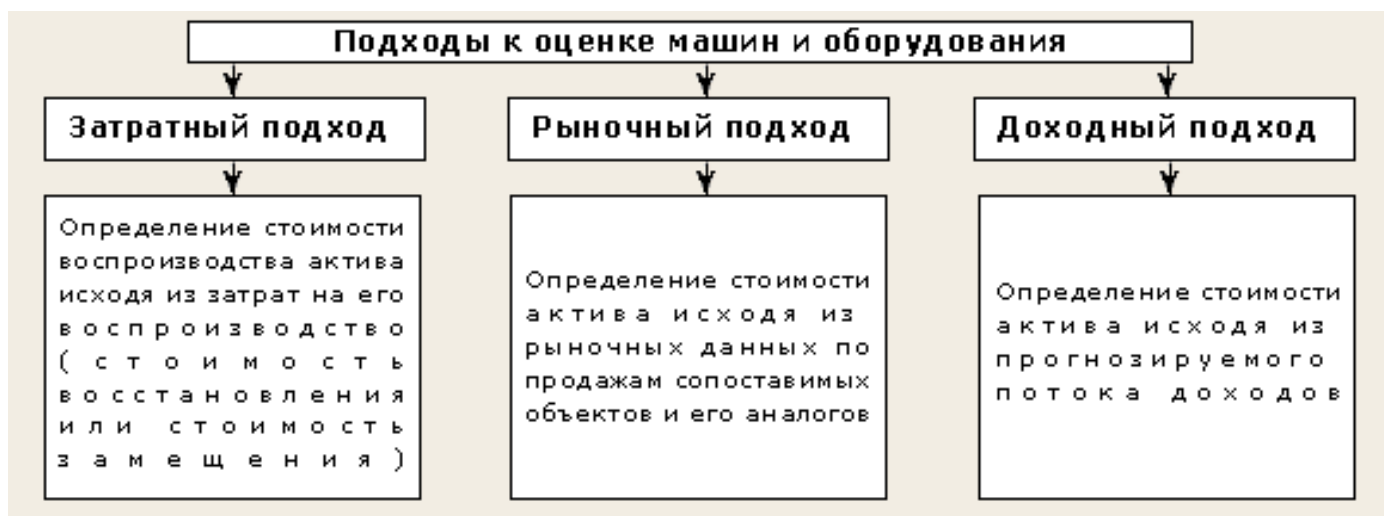 Подходы к оценке машин и оборудования
Затратный подход
Рыночный подход
Доходный подход
Определение стоимости
воспроизводства актива
исходя из затрат на его
воспроизводство
(стоимость
восстановления
или стоимость
замещения)
Определение стоимости
актива исходя из
рыночных данных по
продажам сопоставимых
объектов и его аналогов
Определение стоимости
актива исходя из
прогнозируемого
потока доходов